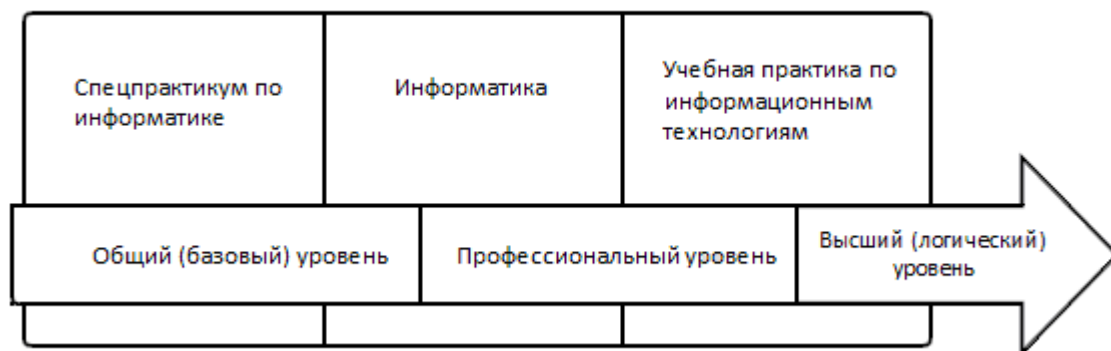 Спецпрактикум по
информатике
Информатика
Учебная практика по
информационным
технологиям
Общий (базовый) уровень
Профессиональный уровень
Высший (логический)
уровень